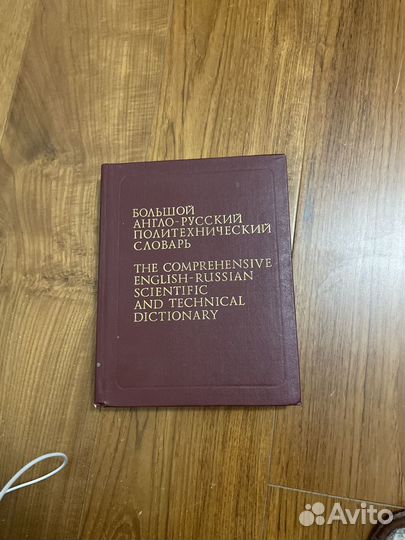 БОЛЬШОЙ
АНГЛО-РУССКИЙ
ПОЛИТЕХНИЧЕСКИЙ
СЛОВАРЬ
THE COMPREHENSIVE
ENGLISH-RUSSIAN
SCIENTIFIC
AND TECHNICAL
DICTIONARY
Avito